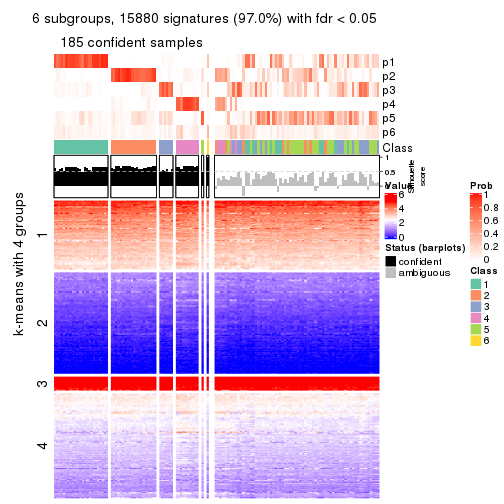 6 subgroups, 15880 signatures (97.0%) with fdr < 0.05
185 confident samples
p1
p2
p3
p4
p5
p6
Class
1
0.5
0
Silhouette
score
k-means with 4 groups
1
2
3
4
Value
6
4
2
0
Status (barplots)
confident
ambiguous
Prob
1
0.8
0.6
0.4
0.2
0
Class
1
2
3
4
5
6